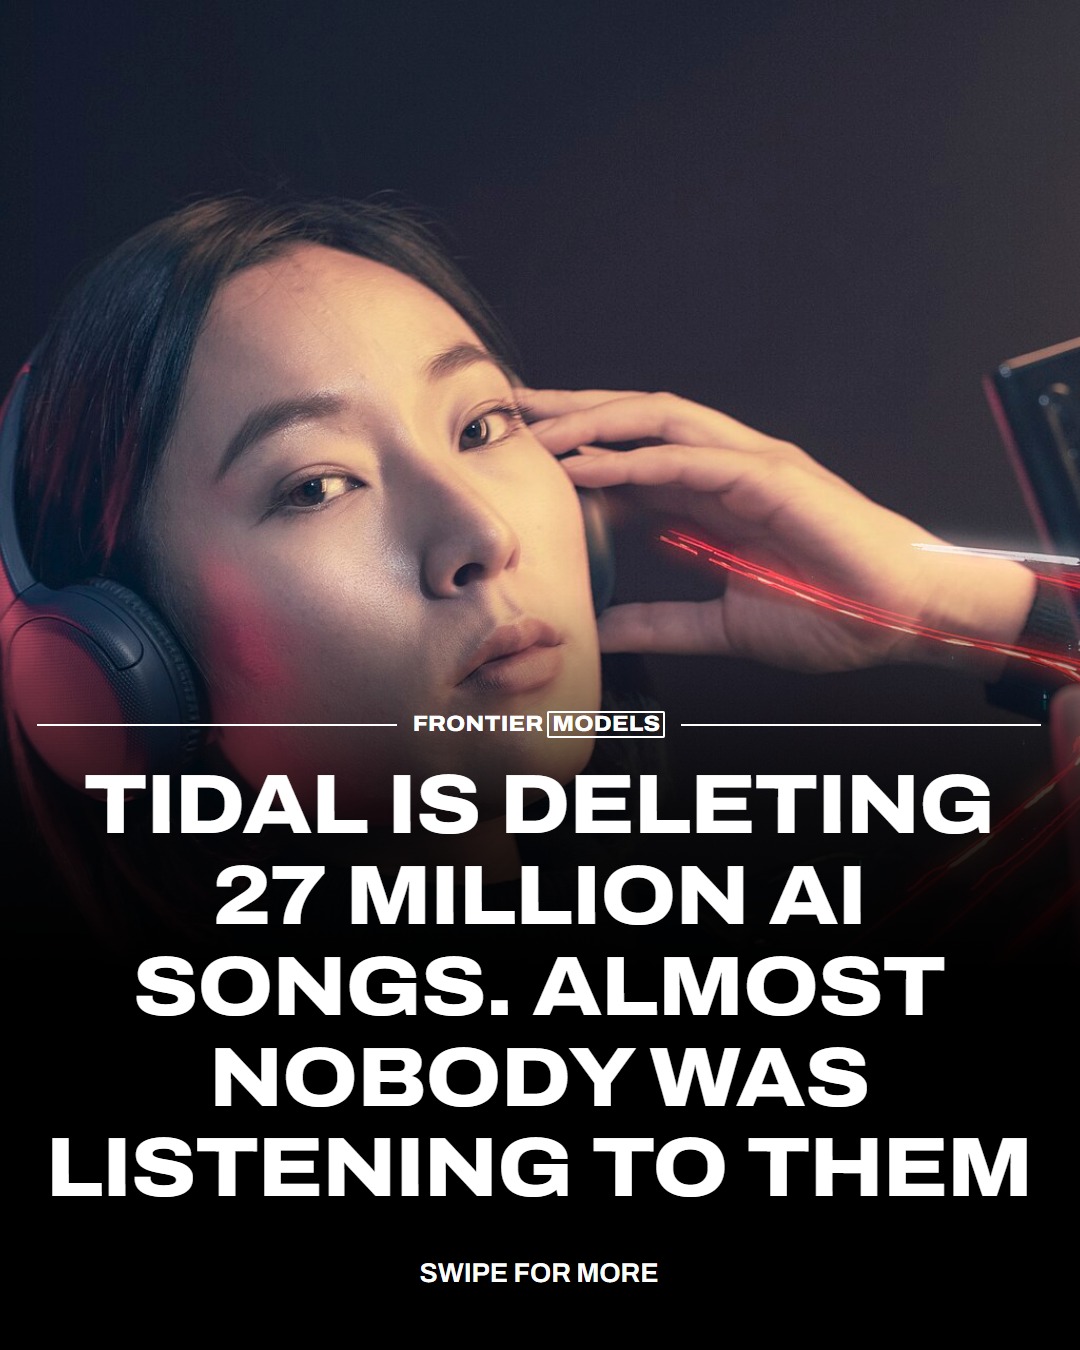 FRONTIER MODELS
TIDAL IS DELETING
27 MILLION AI
SONGS. ALMOST
NOBODY WAS
LISTENING TO THEM
SWIPE FOR MORE